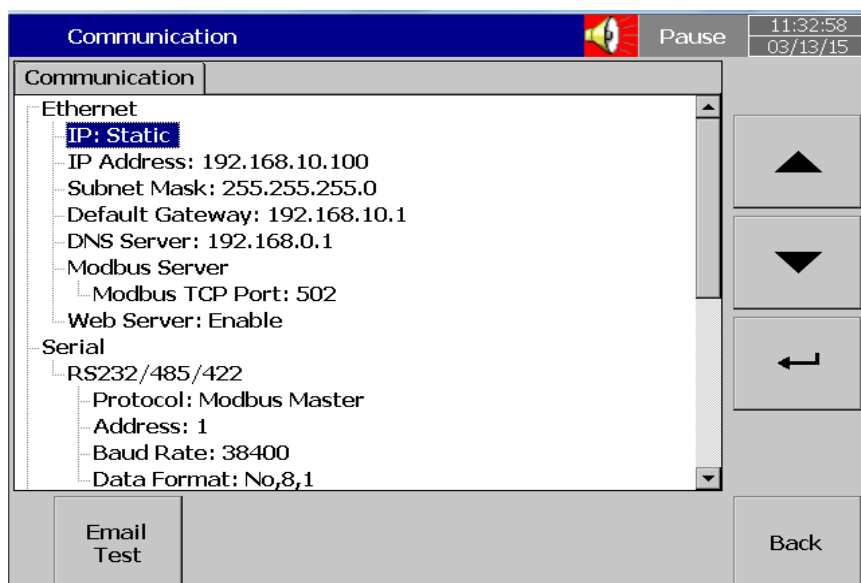 Communication
Pause
11:32:58
03/13/15
Communication
Ethernet
IP: Static
IP Address: 192.168.10.100
Subnet Mask: 255.255.255.0
Default Gateway: 192.168.10.1
DNS Server: 192.168.0.1
Modbus Server
Modbus TCP Port: 502
Web Server: Enable
Serial
RS232/485/422
Protocol: Modbus Master
Address: 1
Baud Rate: 38400
Data Format: No,8,1
Email
Test
Back